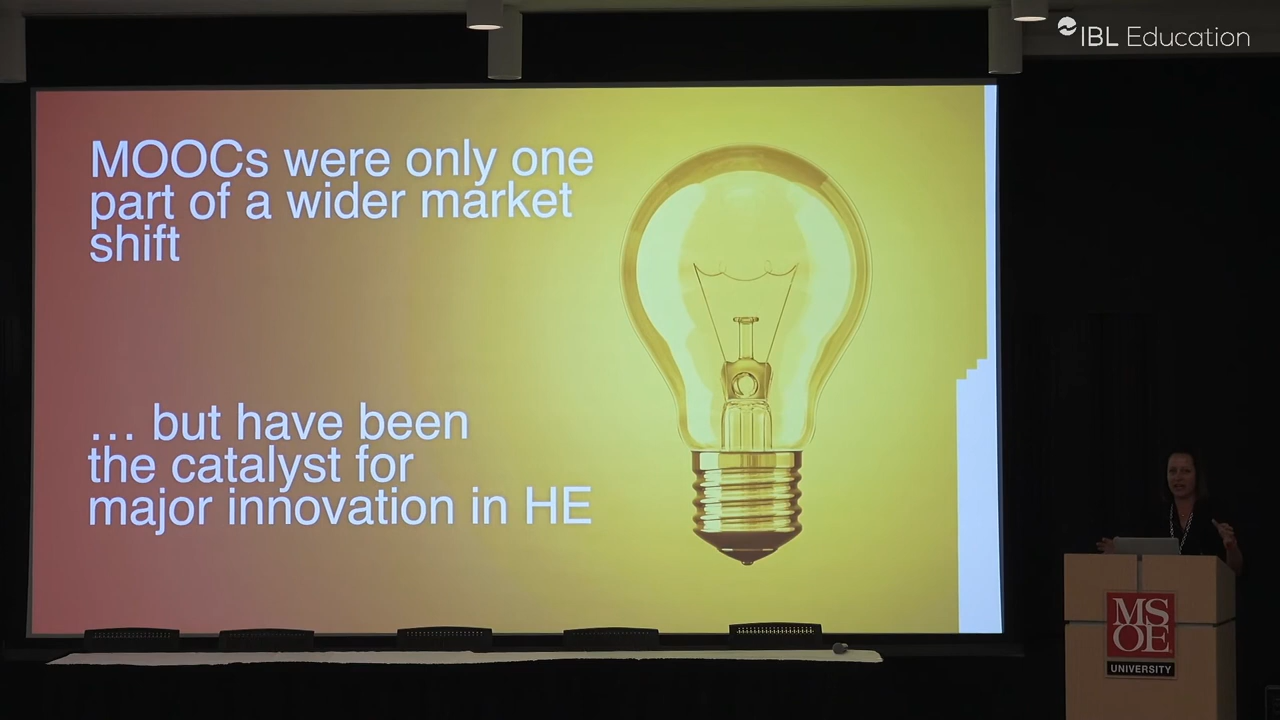 IBL Education
MOOCs were only one
part of a wider market
shift
… but have been
the catalyst for
major innovation in HE
MS
OE
UNIVERSITY